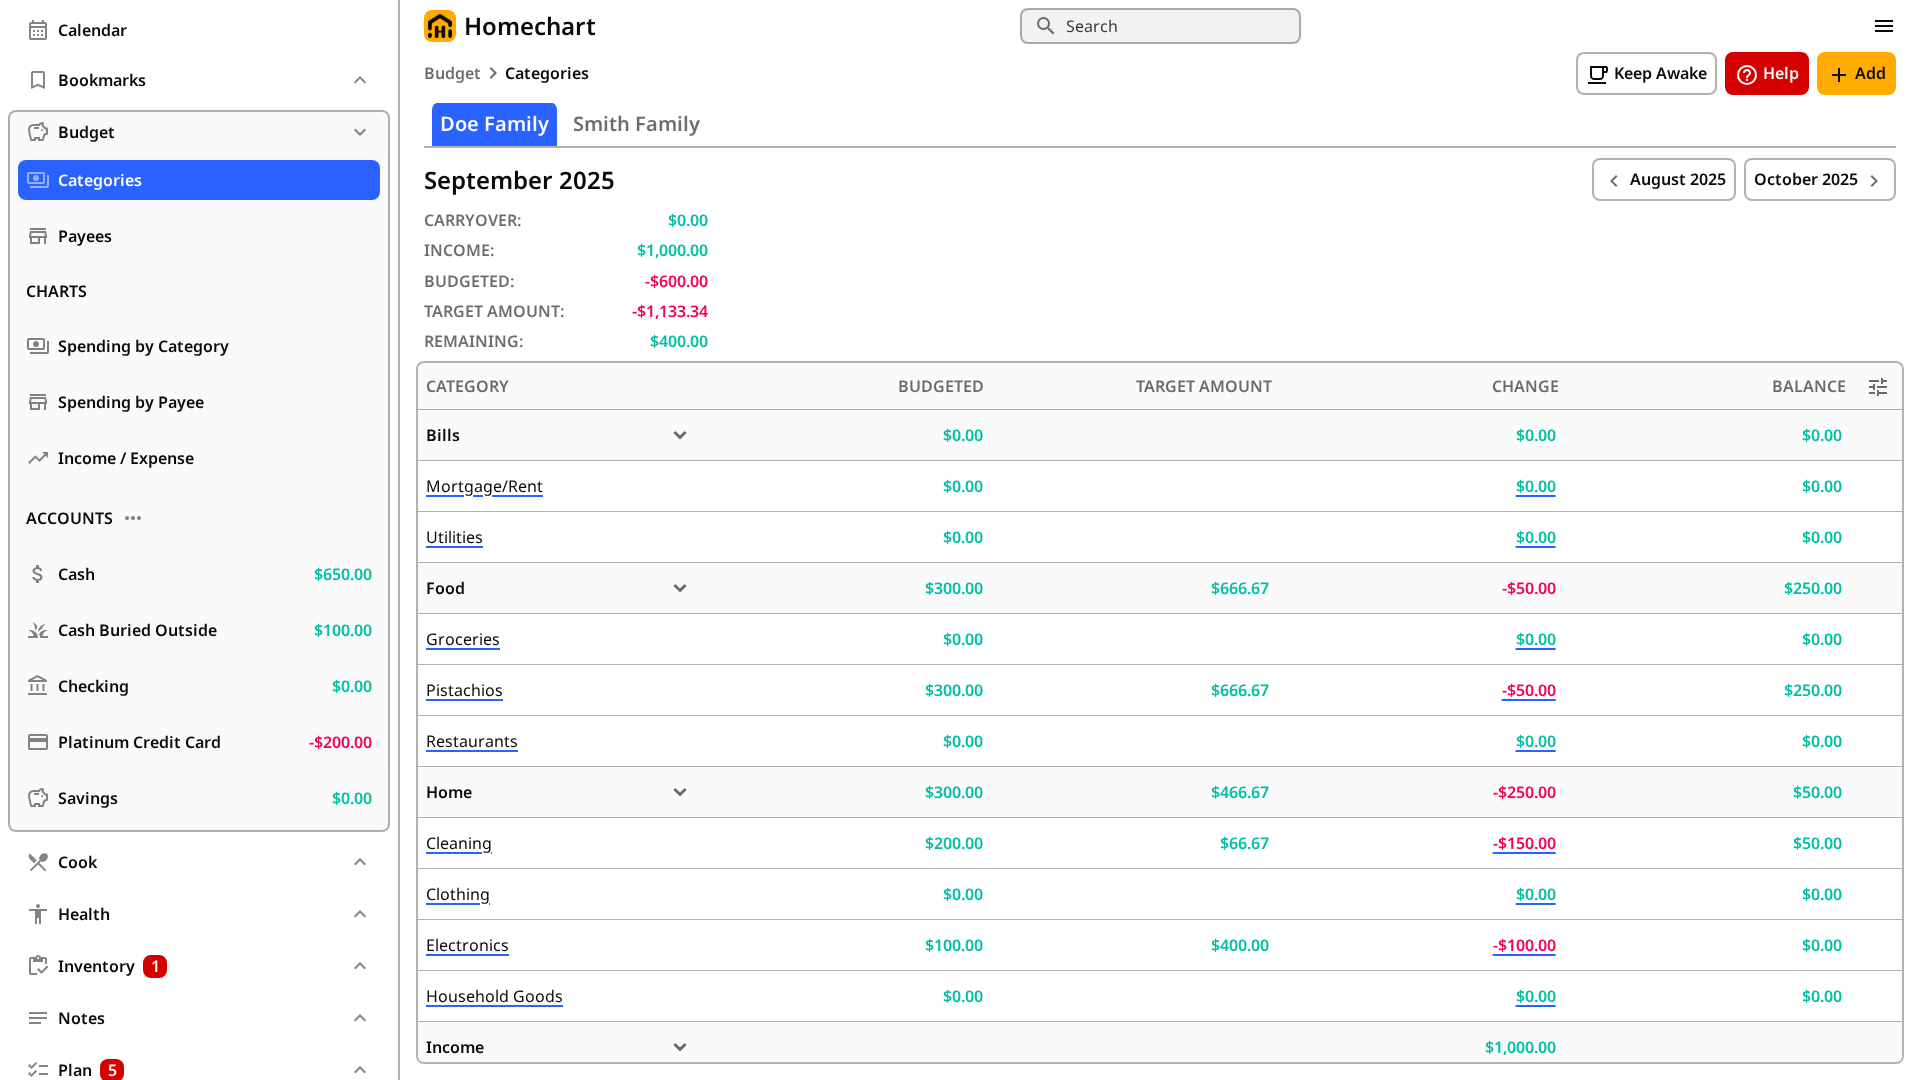 Calendar
Bookmarks
Budget
Categories
Payees
CHARTS
Spending by Category
Spending by Payee
Income / Expense
ACCOUNTS
Cash $650.00
Cash Buried Outside $100.00
Checking $0.00
Platinum Credit Card -$200.00
Savings $0.00
Cook
Health
Inventory 1
Notes
Plan 5
Homechart
Search
Budget > Categories
Keep Awake
Help
Add
Doe Family Smith Family
September 2025
August 2025
October 2025
CARRYOVER: $0.00
INCOME: $1,000.00
BUDGETED: -$600.00
TARGET AMOUNT: -$1,133.34
REMAINING: $400.00
CATEGORY BUDGETED TARGET AMOUNT CHANGE BALANCE
Bills $0.00 $0.00 $0.00
Mortgage/Rent $0.00 $0.00 $0.00
Utilities $0.00 $0.00 $0.00
Food $300.00 $666.67 -$50.00 $250.00
Groceries $0.00 $0.00 $0.00
Pistachios $300.00 $666.67 -$50.00 $250.00
Restaurants $0.00 $0.00 $0.00
Home $300.00 $466.67 -$250.00 $50.00
Cleaning $200.00 $66.67 -$150.00 $50.00
Clothing $0.00 $0.00 $0.00
Electronics $100.00 $400.00 -$100.00 $0.00
Household Goods $0.00 $0.00 $0.00
Income $1,000.00